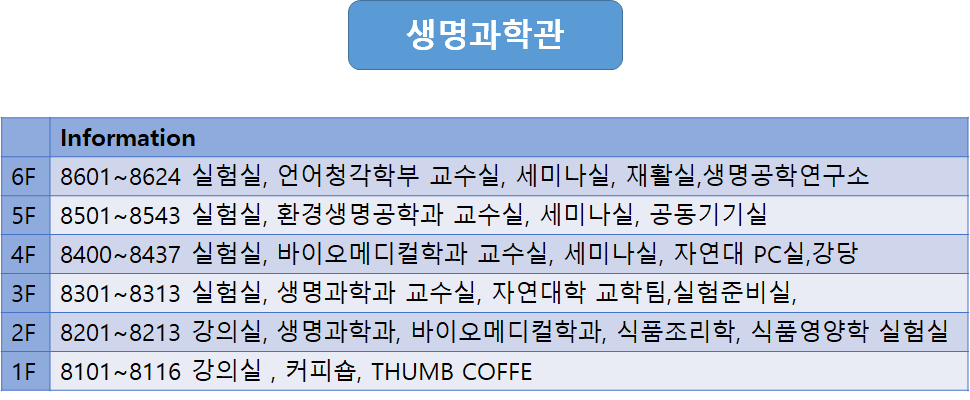 생명과학관
Information
6F 8601~8624 실험실, 언어청각학부 교수실, 세미나실, 재활실,생명공학연구소
5F 8501~8543 실험실, 환경생명공학과 교수실, 세미나실, 공동기기실
4F 8400~8437 실험실, 바이오메디컬학과 교수실, 세미나실, 자연대 PC실,강당
3F 8301~8313 실험실, 생명과학과 교수실, 자연대학 교학팀,실험준비실,
2F 8201~8213 강의실, 생명과학과, 바이오메디컬학과, 식품조리학, 식품영양학 실험실
1F 8101~8116 강의실 , 커피숍, THUMB COFFE